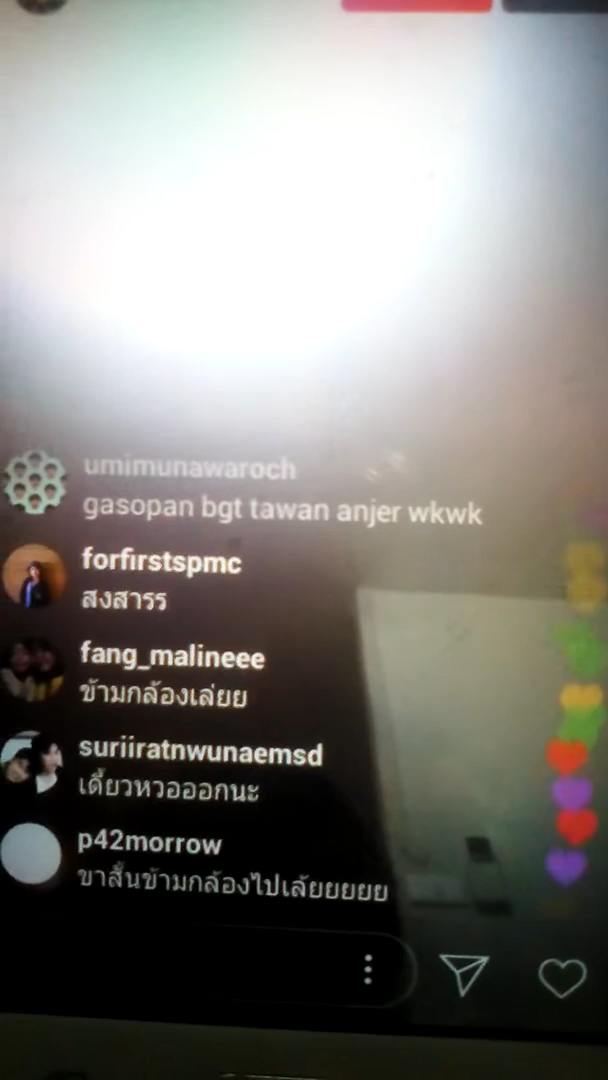 umimunawaroch
gasopan bgt tawan anjer wkwk
forfirstspmc
สงสารร
fang_malineee
ข้ามกล้องเล่ยย
suriiratnwunaemsd
เดี้ยวหวอออกนะ
p42morrow
ขาสั้นข้ามกล้องไปเล้ยยยยย